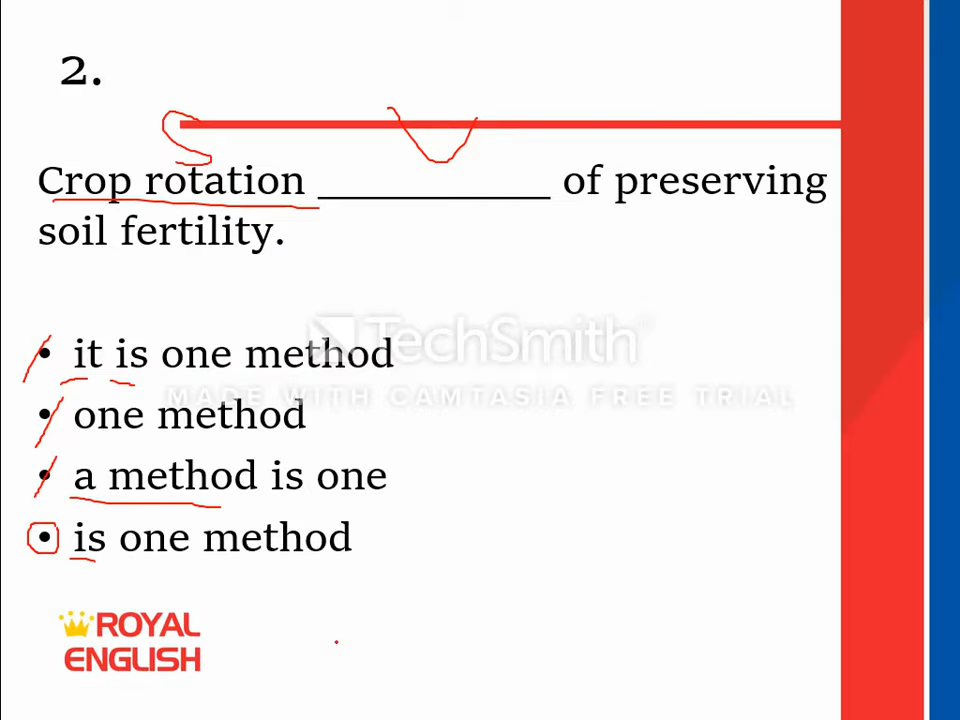 2.
Crop rotation ___________ of preserving
soil fertility.
TechSmith
• it is one method
MADE WITH CAMTASIA FREE TRIAL
• one method
• a method is one
• is one method
ROYAL
ENGLISH